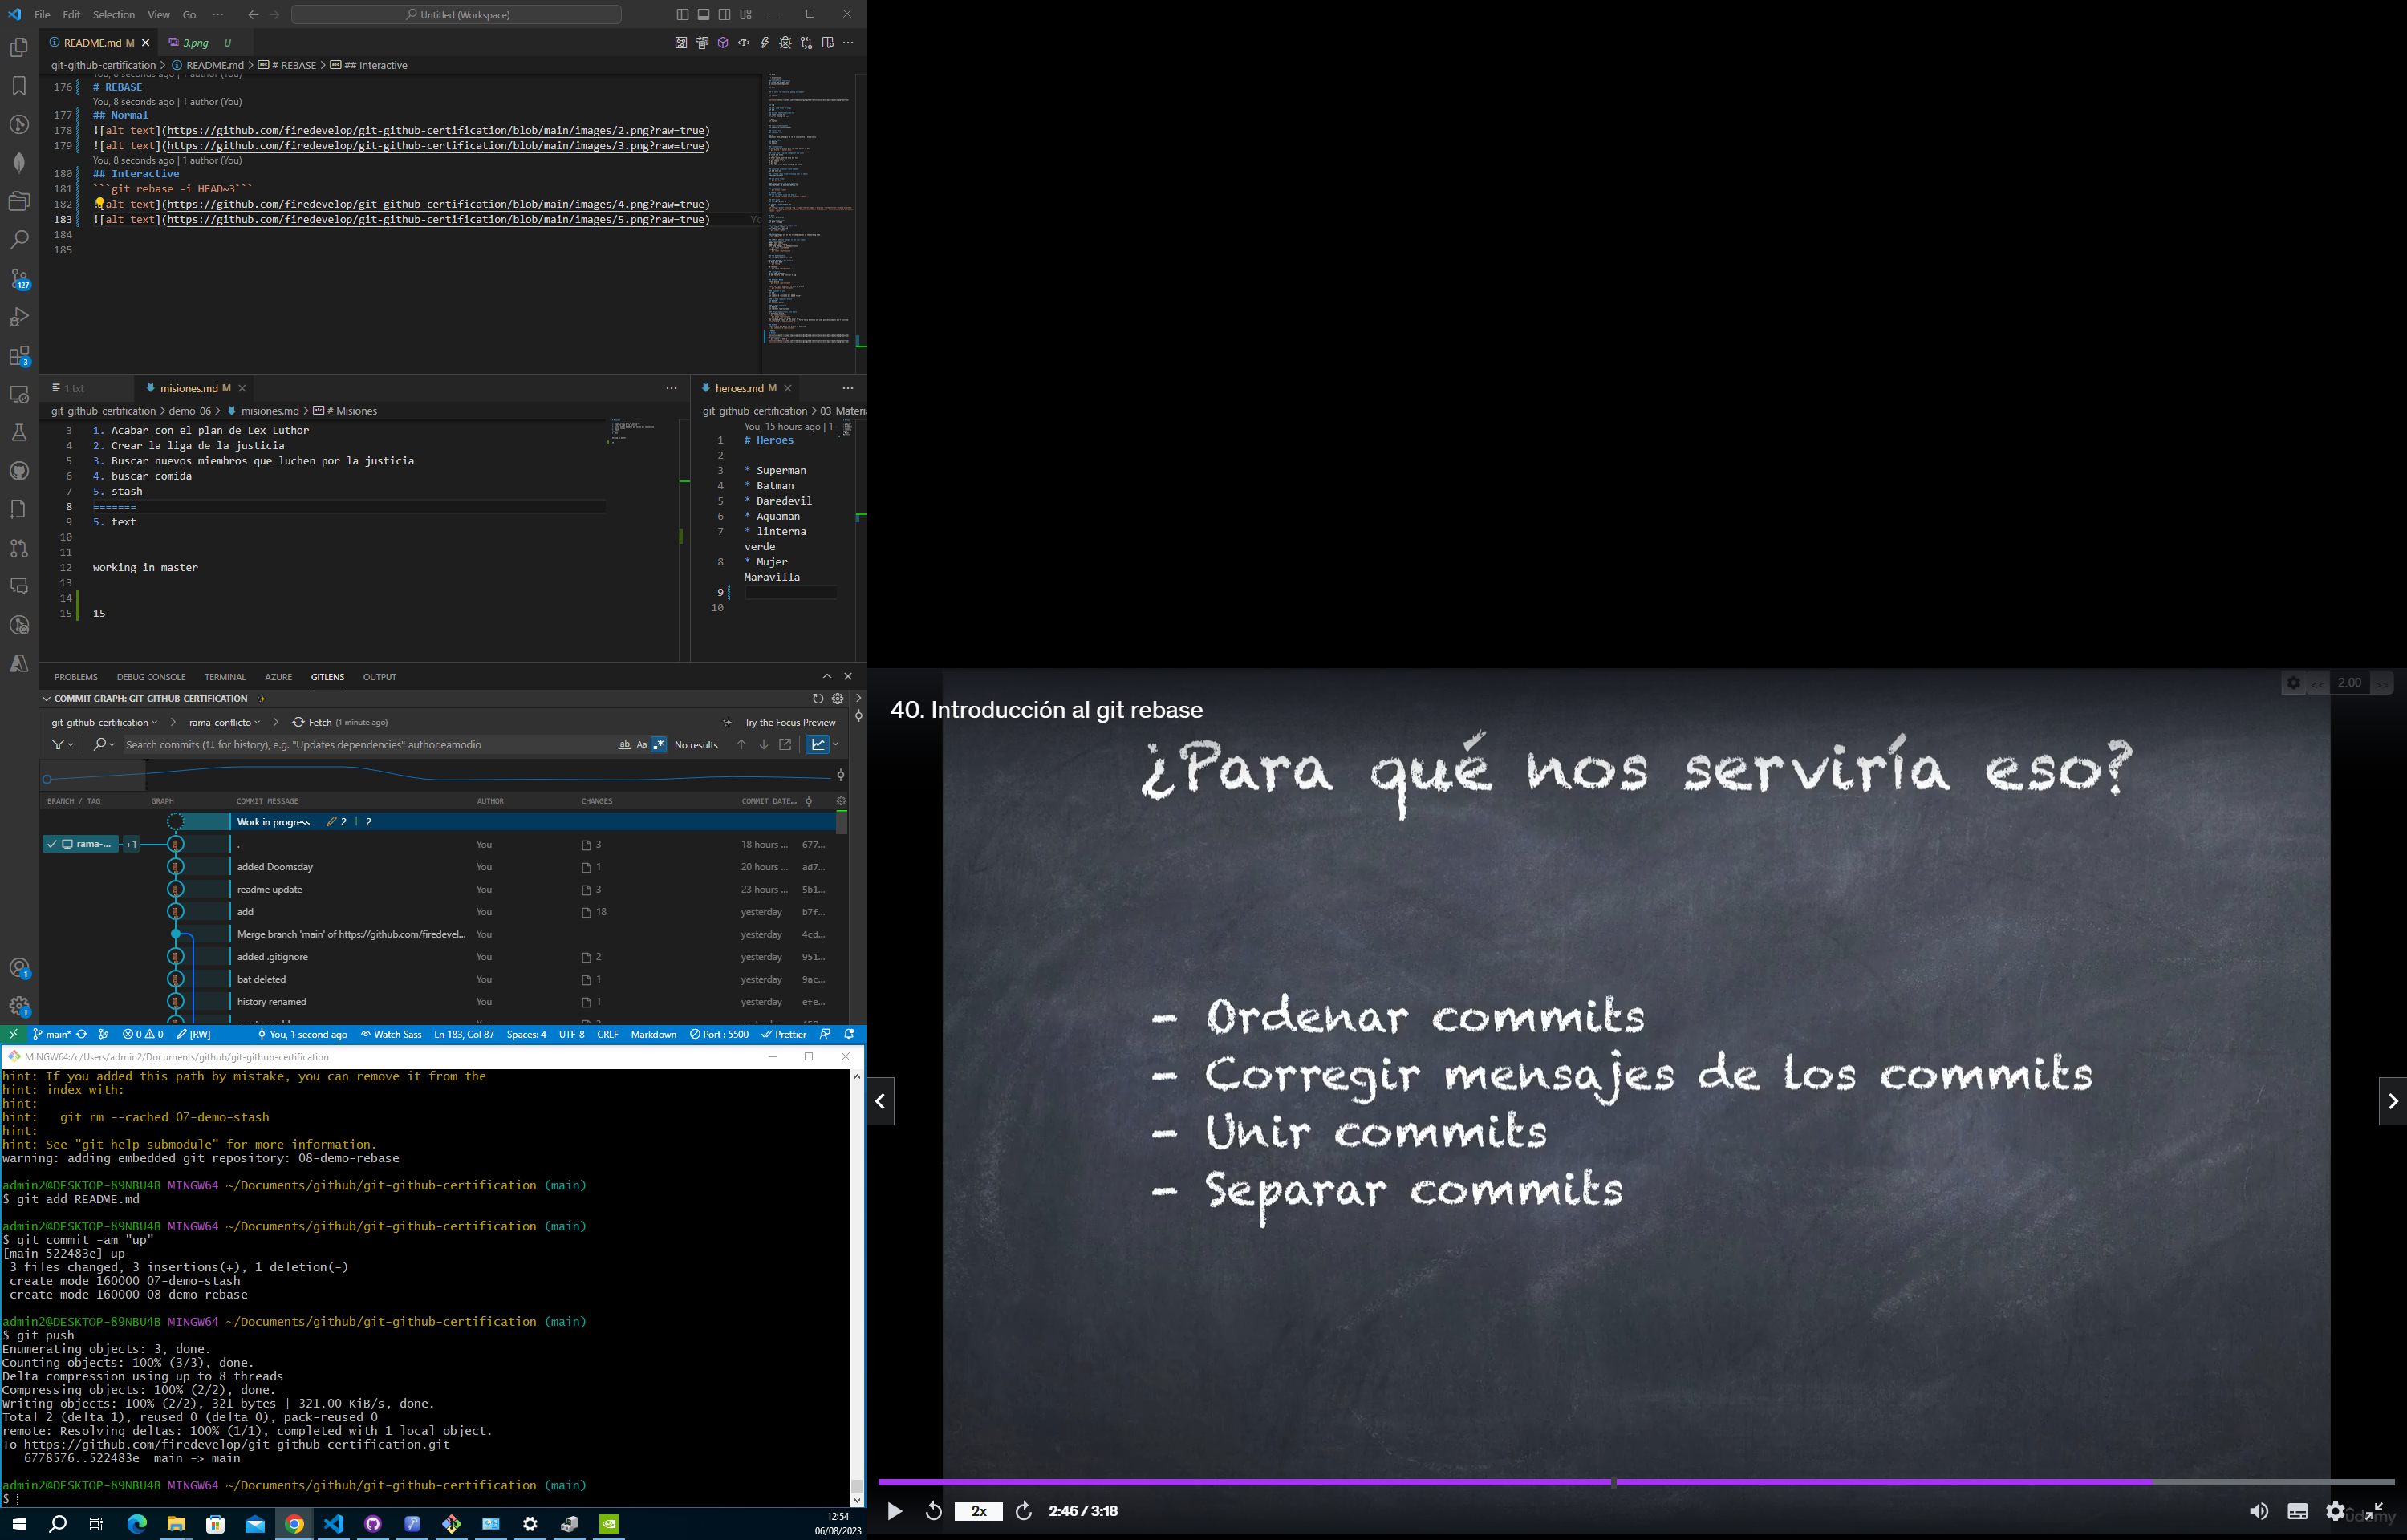 File Edit Selection View Go ··· Untitled (Workspace)
README.md M 3.png U
git-github-certification > README.md > # REBASE > ## Interactive
176 # REBASE
You, 8 seconds ago | 1 author (You)
177 ## Normal
178 ![alt text](https://github.com/firedevelop/git-github-certification/blob/main/images/2.png?raw=true)
179 ![alt text](https://github.com/firedevelop/git-github-certification/blob/main/images/3.png?raw=true)
You, 8 seconds ago | 1 author (You)
180 ## Interactive
181 ```git rebase -i HEAD~3```
182 alt text](https://github.com/firedevelop/git-github-certification/blob/main/images/4.png?raw=true)
183 ![alt text](https://github.com/firedevelop/git-github-certification/blob/main/images/5.png?raw=true)
184
185
127
3
1.txt misiones.md M
git-github-certification > demo-06 > misiones.md > # Misiones
3 1. Acabar con el plan de Lex Luthor
4 2. Crear la liga de la justicia
5 3. Buscar nuevos miembros que luchen por la justicia
6 4. buscar comida
7 5. stash
8 =======
9 5. text
10
11
12 working in master
13
14
15 15
heroes.md M
git-github-certification > 03-Materi
You, 15 hours ago | 1
1 # Heroes
2
3 * Superman
4 * Batman
5 * Daredevil
6 * Aquaman
7 * linterna
verde
8 * Mujer
Maravilla
9
10
PROBLEMS DEBUG CONSOLE TERMINAL AZURE GITLENS OUTPUT
COMMIT GRAPH: GIT-GITHUB-CERTIFICATION
git-github-certification > rama-conflicto > Fetch (1 minute ago) Try the Focus Preview
Search commits (↑↓ for history), e.g. "Updates dependencies" author:eamodio ab, Aa .* No results
BRANCH / TAG GRAPH COMMIT MESSAGE AUTHOR CHANGES COMMIT DATE...
Work in progress 2 + 2
rama-... +1 . You 3 18 hours ... 677...
added Doomsday You 1 20 hours ... ad7...
readme update You 3 23 hours ... 5b1...
add You 18 yesterday b7f...
Merge branch 'main' of https://github.com/firedevel... You yesterday 4cd...
added .gitignore You 2 yesterday 951...
bat deleted You 1 yesterday 9ac...
history renamed You 1 yesterday efe...
1
1
main* 0 0 [RW] You, 1 second ago Watch Sass Ln 183, Col 87 Spaces: 4 UTF-8 CRLF Markdown Port : 5500 Prettier
MINGW64:/c/Users/admin2/Documents/github/git-github-certification
hint: If you added this path by mistake, you can remove it from the
hint: index with:
hint:
hint: git rm --cached 07-demo-stash
hint:
hint: See "git help submodule" for more information.
warning: adding embedded git repository: 08-demo-rebase
admin2@DESKTOP-89NBU4B MINGW64 ~/Documents/github/git-github-certification (main)
$ git add README.md
admin2@DESKTOP-89NBU4B MINGW64 ~/Documents/github/git-github-certification (main)
$ git commit -am "up"
[main 522483e] up
3 files changed, 3 insertions(+), 1 deletion(-)
create mode 160000 07-demo-stash
create mode 160000 08-demo-rebase
admin2@DESKTOP-89NBU4B MINGW64 ~/Documents/github/git-github-certification (main)
$ git push
Enumerating objects: 3, done.
Counting objects: 100% (3/3), done.
Delta compression using up to 8 threads
Compressing objects: 100% (2/2), done.
Writing objects: 100% (2/2), 321 bytes | 321.00 KiB/s, done.
Total 2 (delta 1), reused 0 (delta 0), pack-reused 0
remote: Resolving deltas: 100% (1/1), completed with 1 local object.
To https://github.com/firedevelop/git-github-certification.git
6778576..522483e main -> main
admin2@DESKTOP-89NBU4B MINGW64 ~/Documents/github/git-github-certification (main)
$
12:54
06/08/2023
<< 2.00 >>
40. Introducción al git rebase
¿Para qué nos serviría eso?
- Ordenar commits
- Corregir mensajes de los commits
- Unir commits
- Separar commits
2x 2:46 / 3:18
udemy